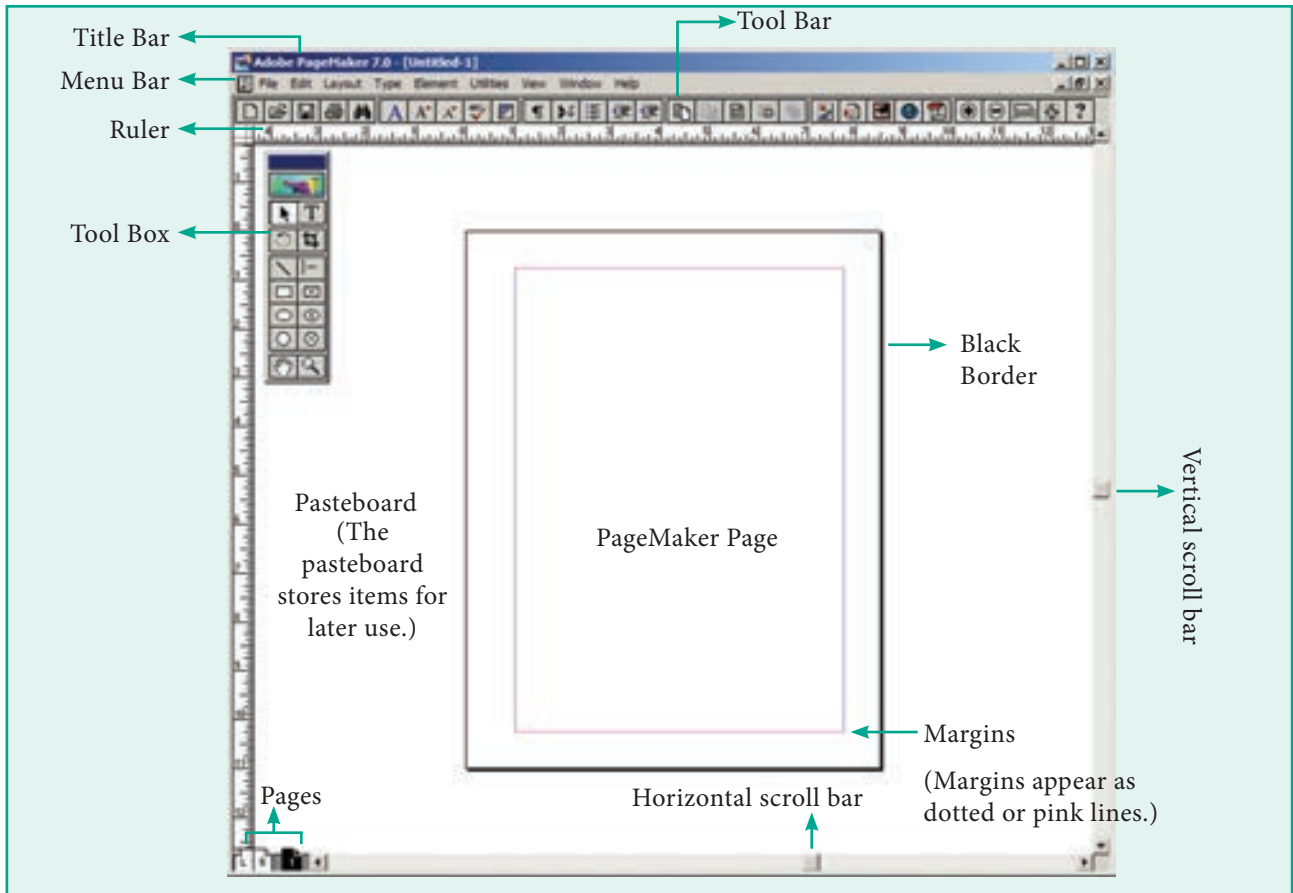 Tool Bar
Title Bar
Adobe PageMaker 7.0 - [Untitled-1]
Menu Bar
File Edit Layout Type Element Utilities View Window Help
Ruler
Tool Box
Black
Border
Vertical scroll bar
Pasteboard
(The
pasteboard
stores items for
later use.)
PageMaker Page
Margins
(Margins appear as
dotted or pink lines.)
Pages
Horizontal scroll bar